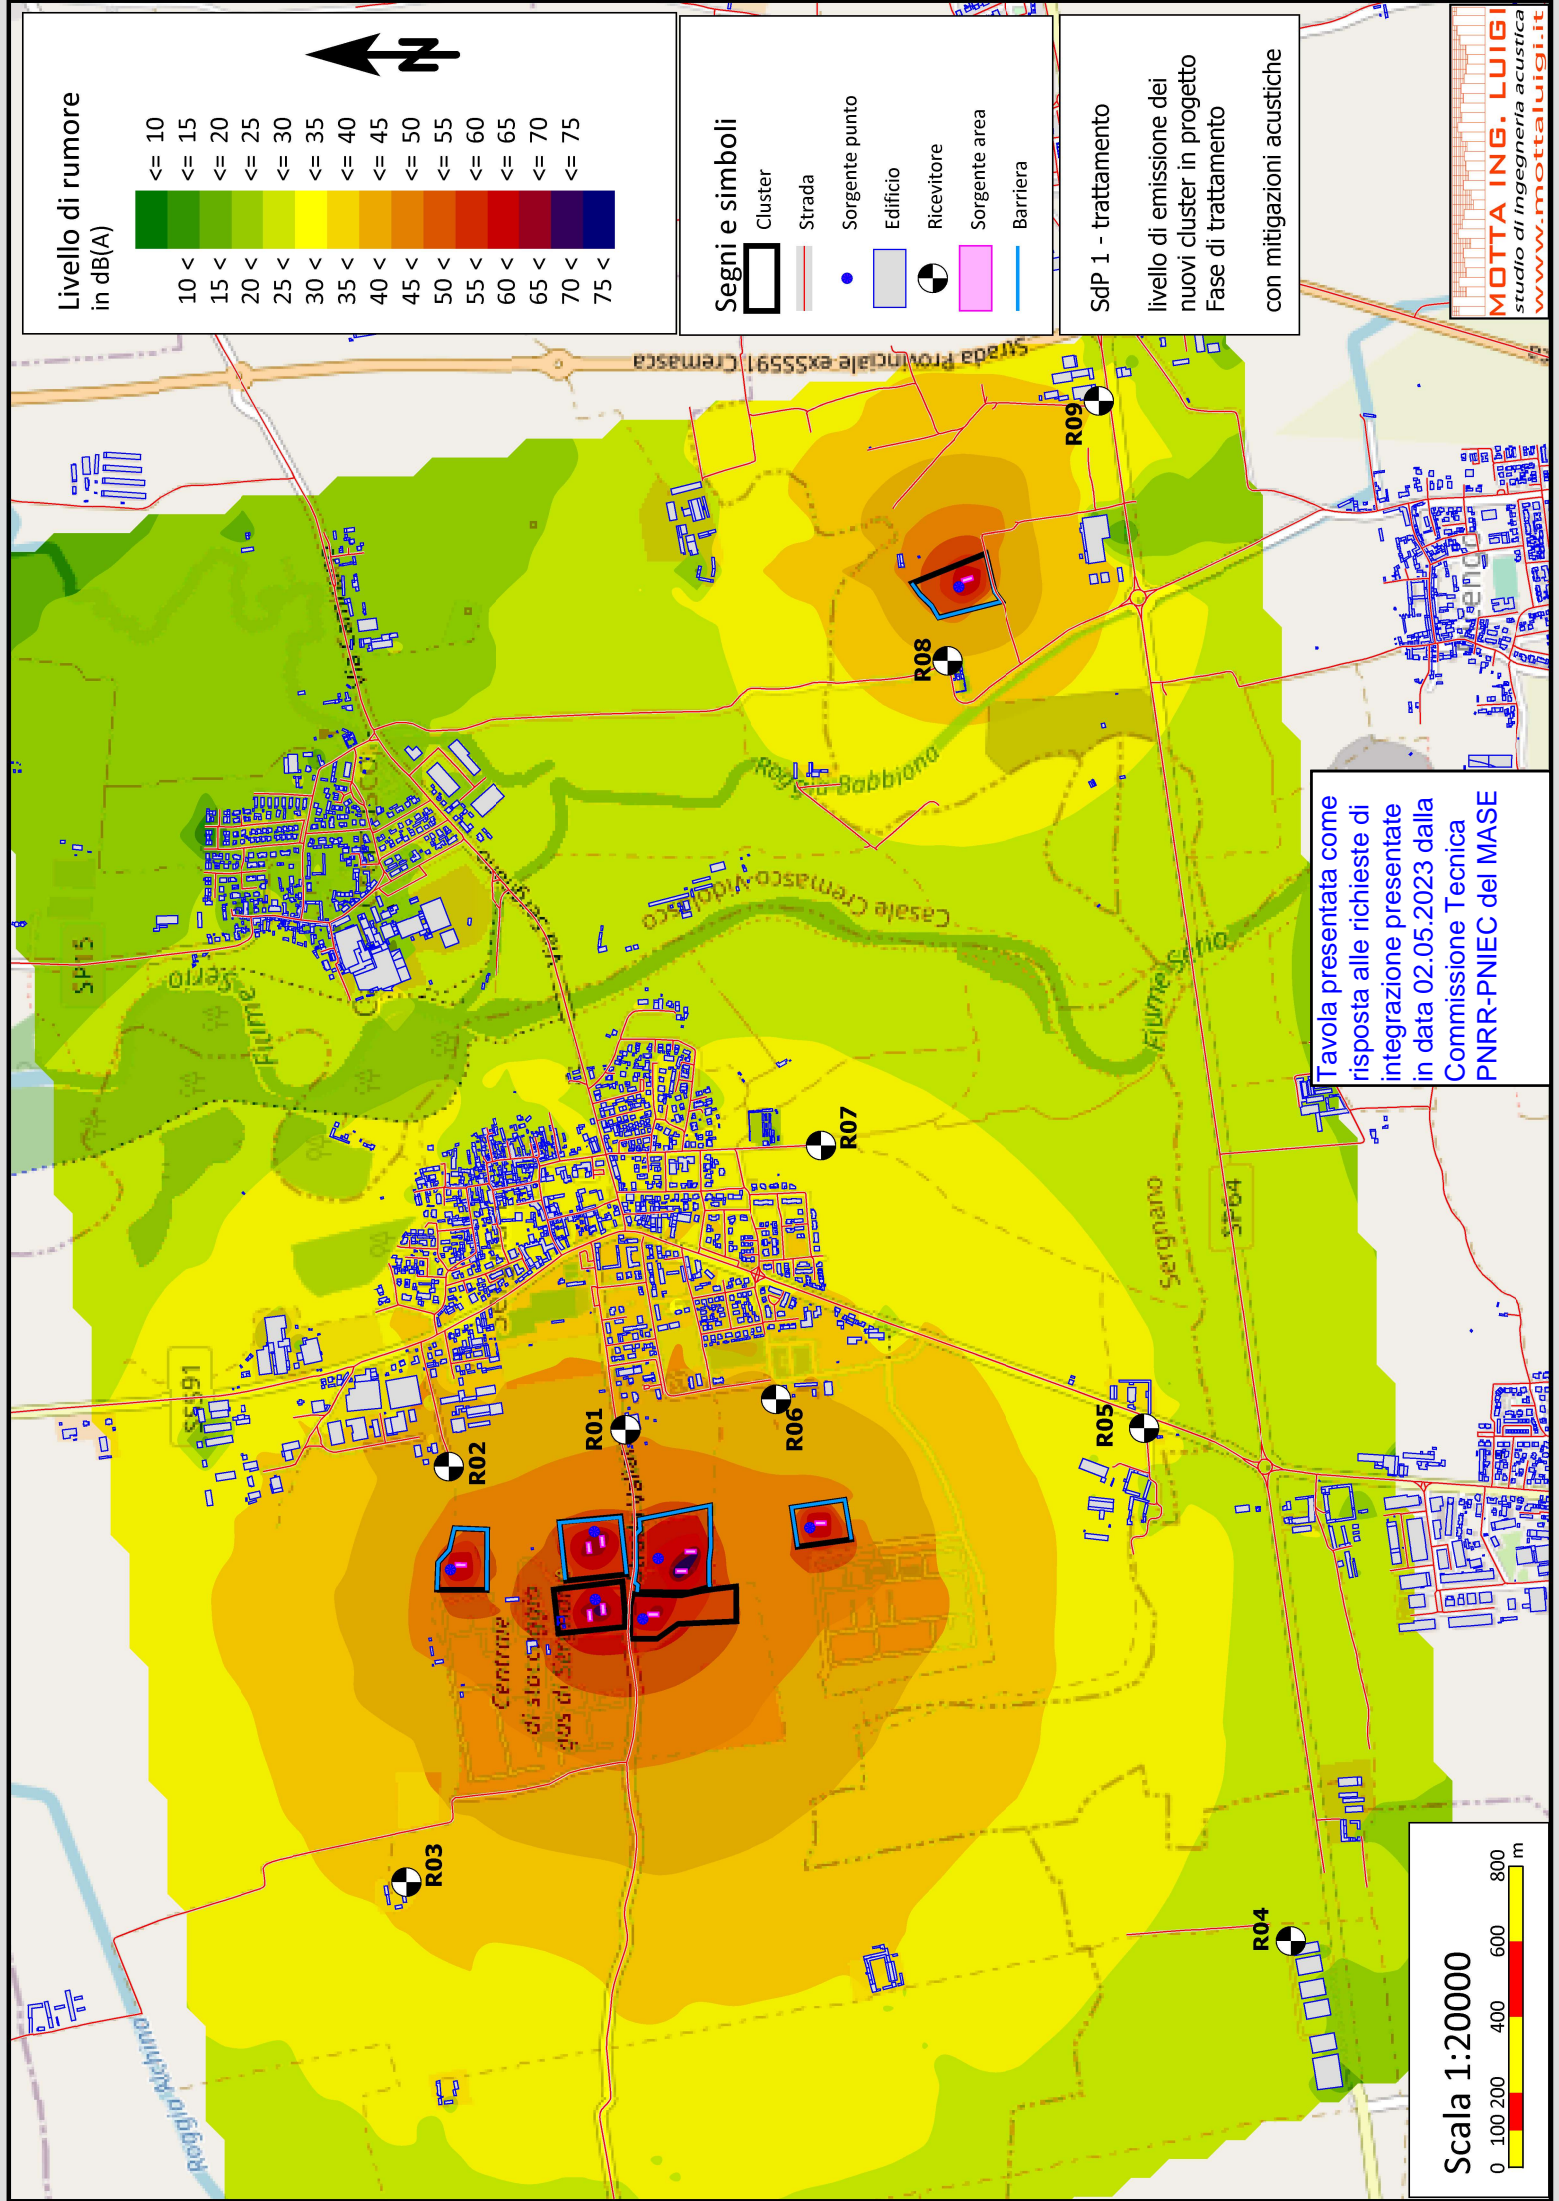 Livello di rumore
in dB(A)
<= 10
10 < <= 15
15 < <= 20
20 < <= 25
25 < <= 30
30 < <= 35
35 < <= 40
40 < <= 45
45 < <= 50
50 < <= 55
55 < <= 60
60 < <= 65
65 < <= 70
70 < <= 75
75 <
N
Segni e simboli
Cluster
Strada
Sorgente punto
Edificio
Ricevitore
Sorgente area
Barriera
SdP 1 - trattamento
livello di emissione dei
nuovi cluster in progetto
Fase di trattamento
con mitigazioni acustiche
MOTTA ING. LUIGI
studio di ingegneria acustica
www.mottaluigi.it
Tavola presentata come
risposta alle richieste di
integrazione presentate
in data 02.05.2023 dalla
Commissione Tecnica
PNRR-PNIEC del MASE
Scala 1:20000
0 100 200 400 600 800
m
R01
R02
R03
R04
R05
R06
R07
R08
R09
Strada Provinciale exSS591 Cremasca
SP15
SS591
SP64
Fiume Serio
Fiume Serio
Roggia Babbiona
Casale Cremasco-Vidolasco
Sergnano
Roggia Alchina
Centrale
di stoccaggio
gas di Sergnano